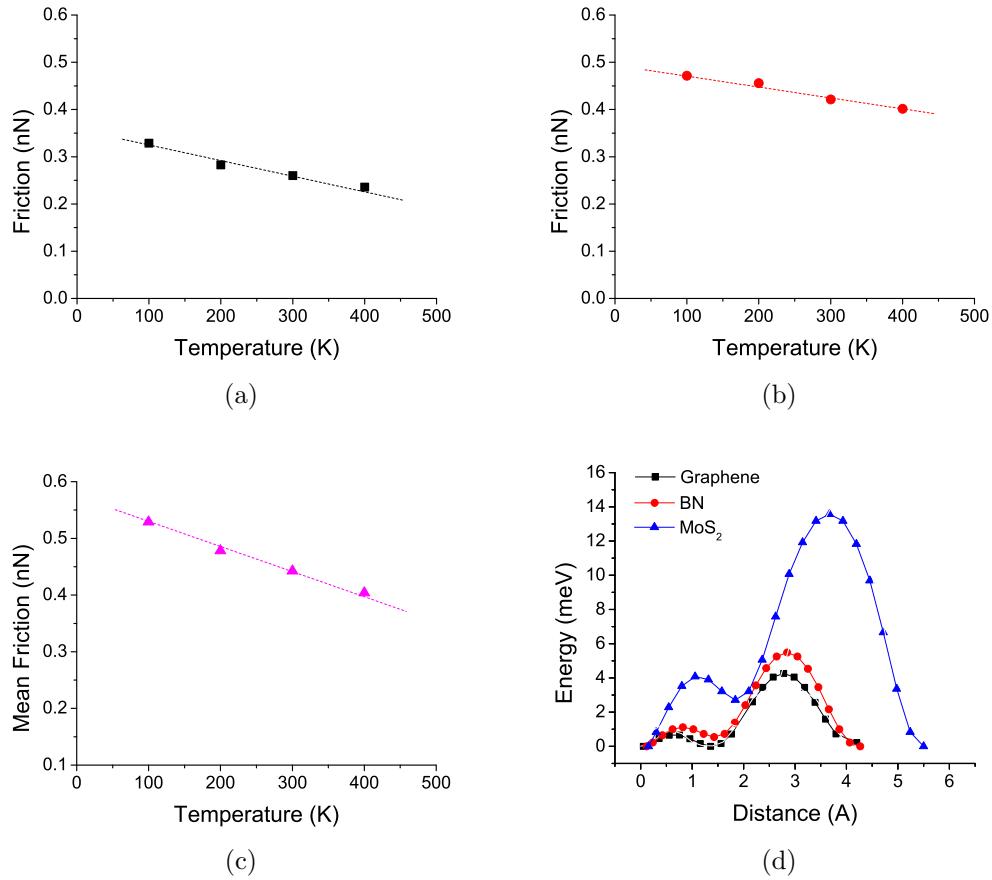 0.6
0.5
0.4
0.3
0.2
0.1
0.0
Friction (nN)
0 100 200 300 400 500
Temperature (K)
(a)
0.6
0.5
0.4
0.3
0.2
0.1
0.0
Friction (nN)
0 100 200 300 400 500
Temperature (K)
(b)
0.6
0.5
0.4
0.3
0.2
0.1
Mean Friction (nN)
0 100 200 300 400 500
Temperature (K)
(c)
Graphene
BN
MoS₂
16
14
12
10
8
6
4
2
0
Energy (meV)
0 1 2 3 4 5 6
Distance (A)
(d)